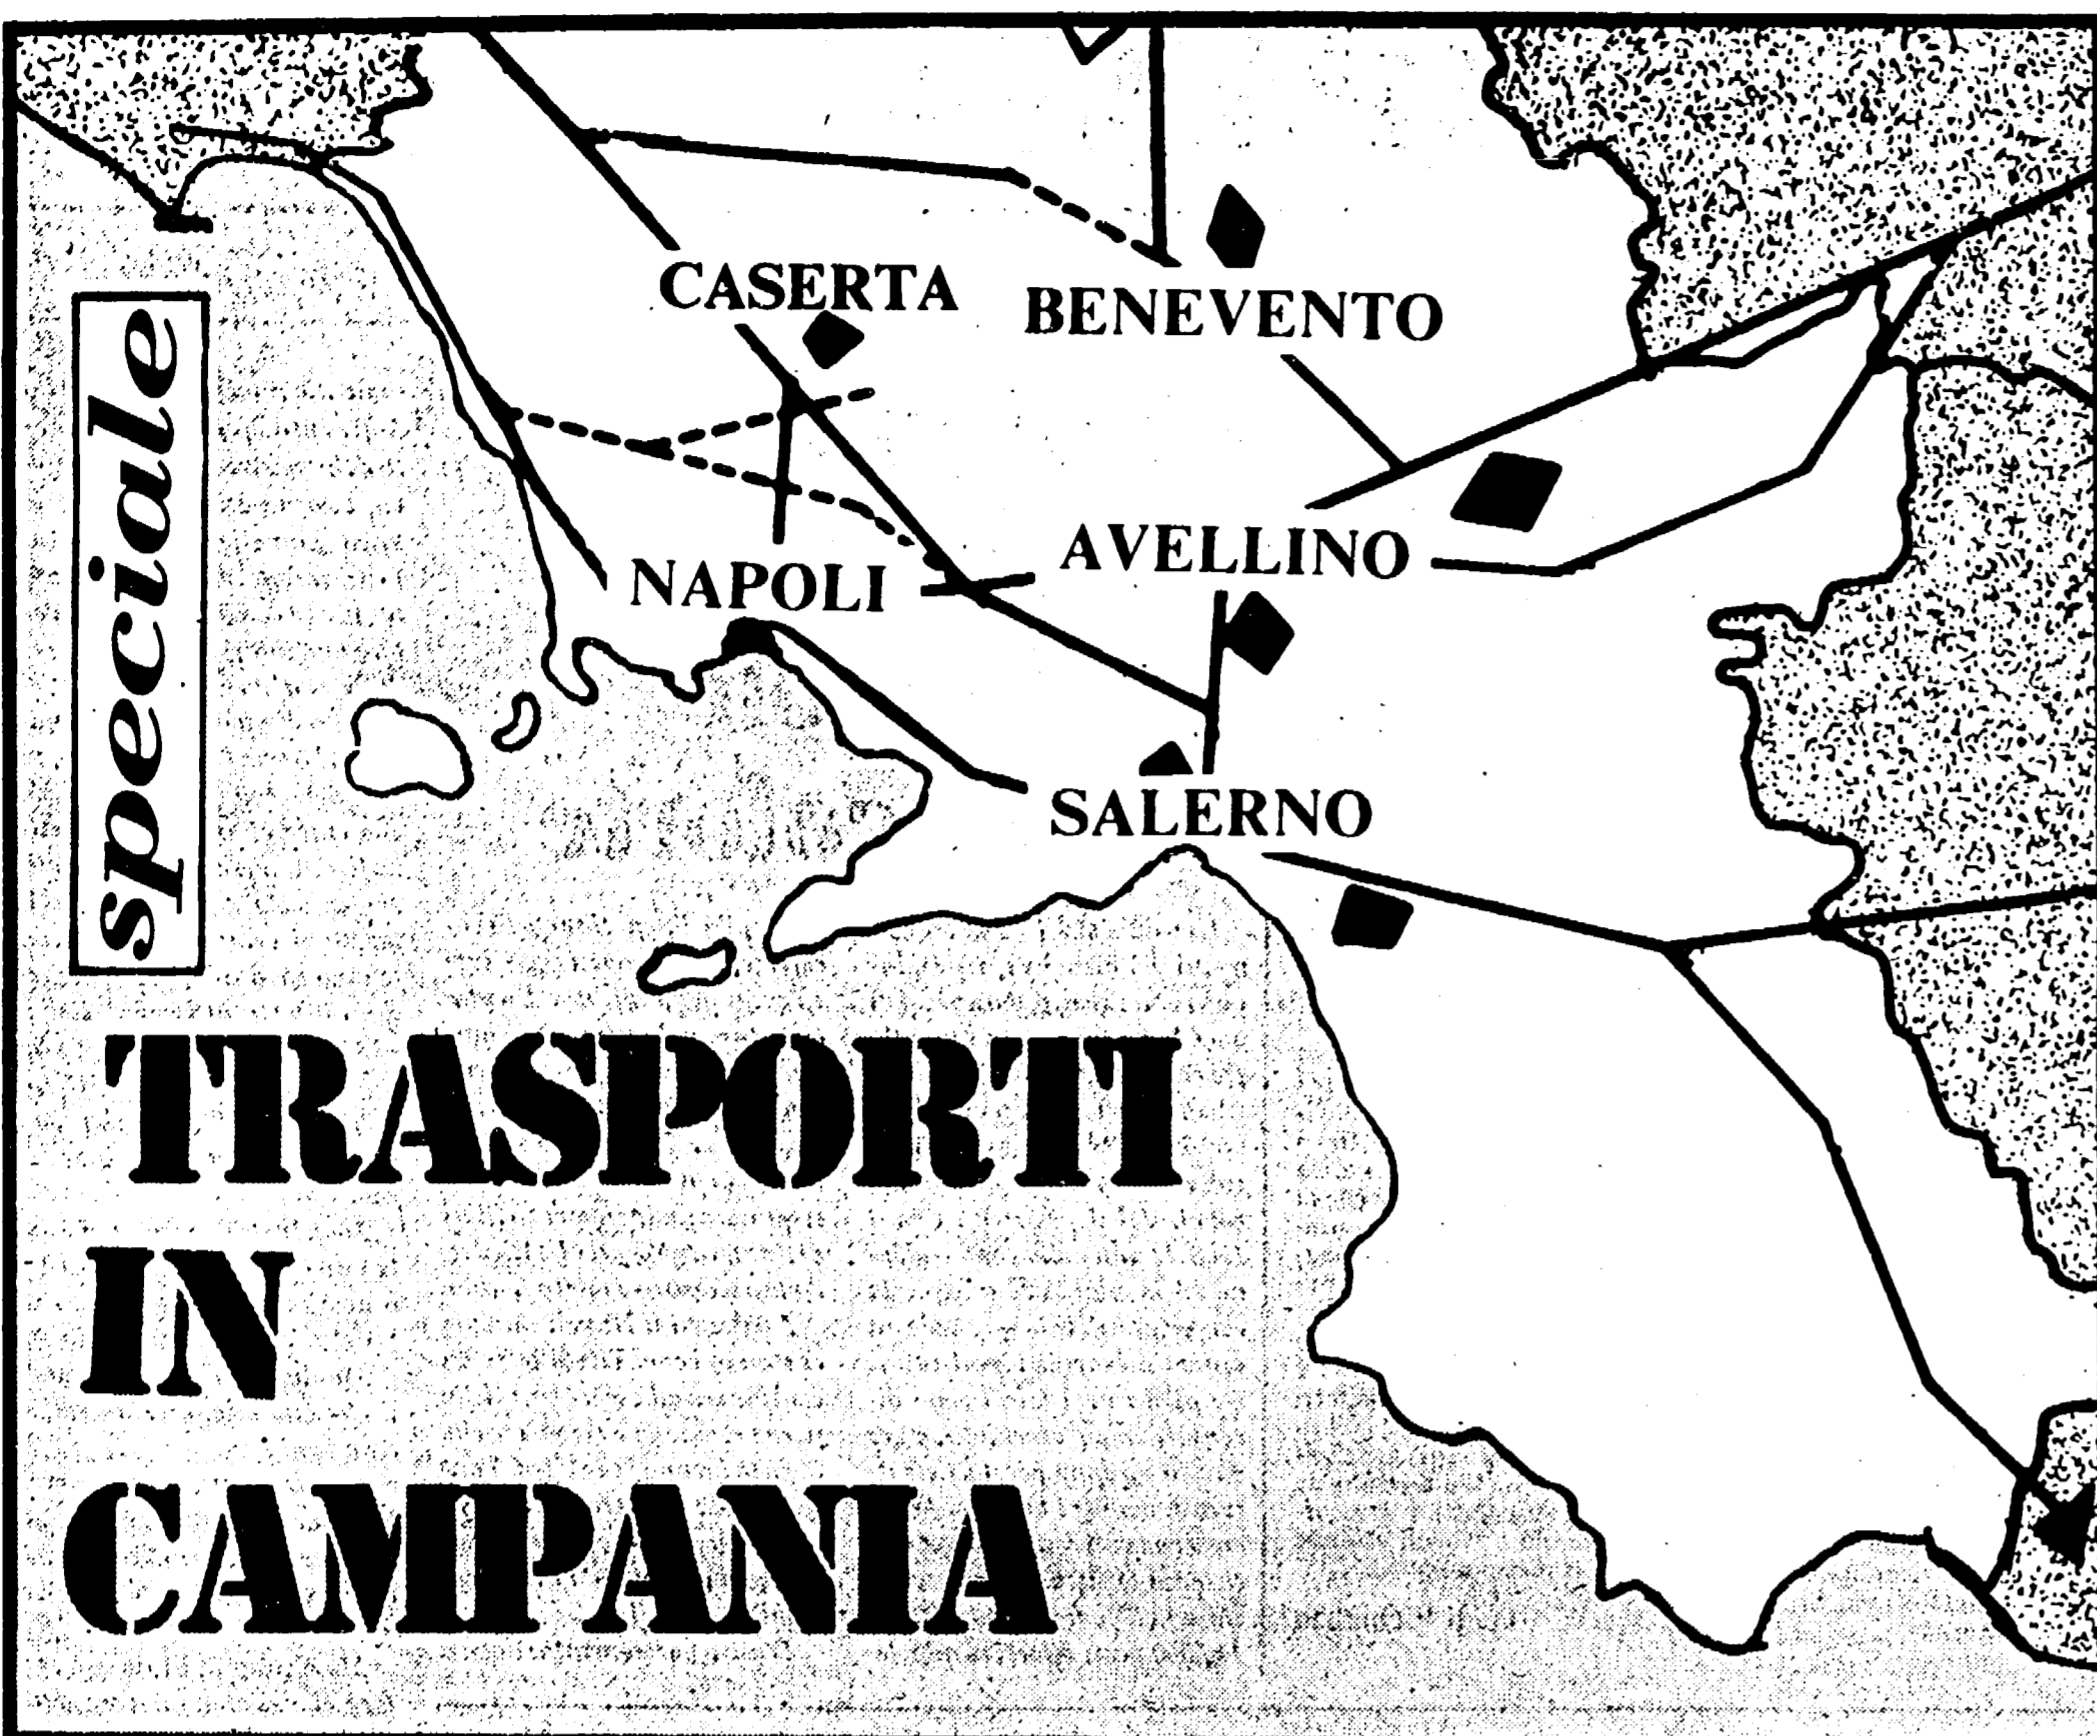 speciale
CASERTA
BENEVENTO
AVELLINO
NAPOLI
SALERNO
TRASPORTI
IN
CAMPANIA